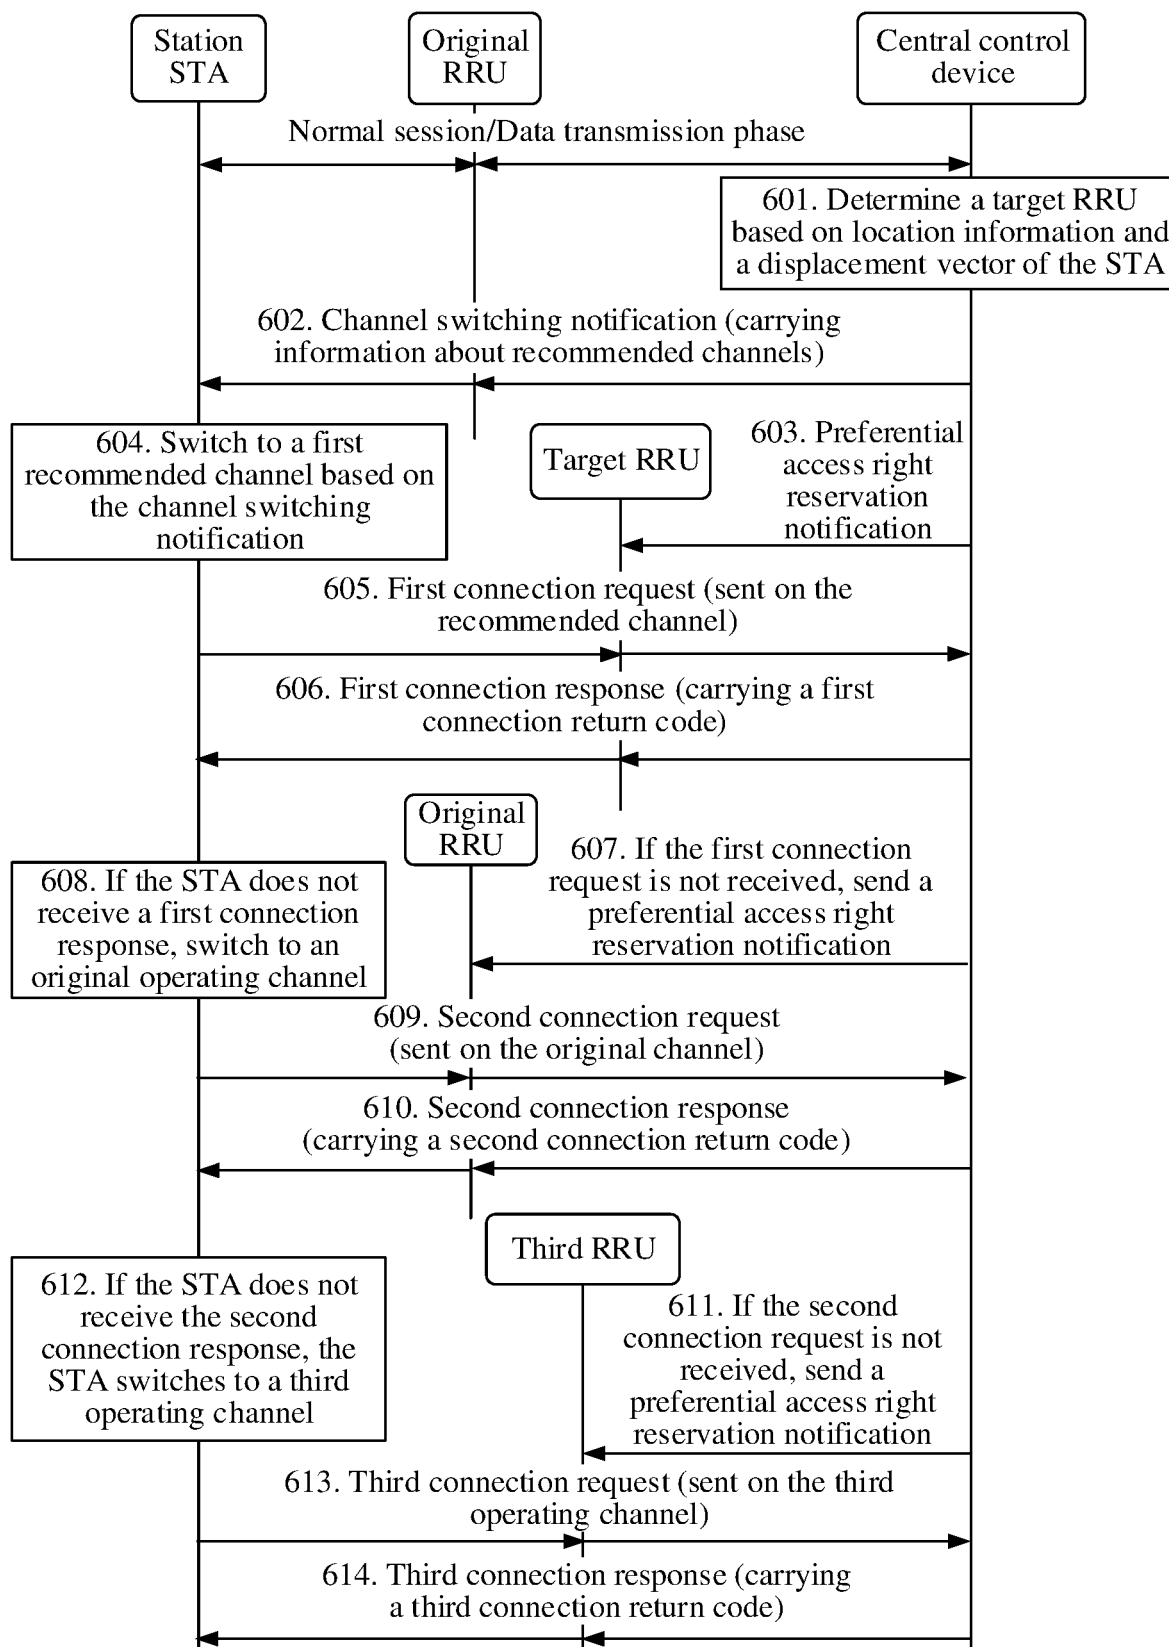 Station
STA
Original
RRU
Central control
device
Normal session/Data transmission phase
601. Determine a target RRU
based on location information and
a displacement vector of the STA
602. Channel switching notification (carrying
information about recommended channels)
603. Preferential
access right
reservation
notification
604. Switch to a first
recommended channel based on
the channel switching
notification
Target RRU
605. First connection request (sent on the
recommended channel)
606. First connection response (carrying a first
connection return code)
Original
RRU
607. If the first connection
request is not received, send a
preferential access right
reservation notification
608. If the STA does not
receive a first connection
response, switch to an
original operating channel
609. Second connection request
(sent on the original channel)
610. Second connection response
(carrying a second connection return code)
Third RRU
611. If the second
connection request is not
received, send a
preferential access right
reservation notification
612. If the STA does not
receive the second
connection response, the
STA switches to a third
operating channel
613. Third connection request (sent on the third
operating channel)
614. Third connection response (carrying
a third connection return code)